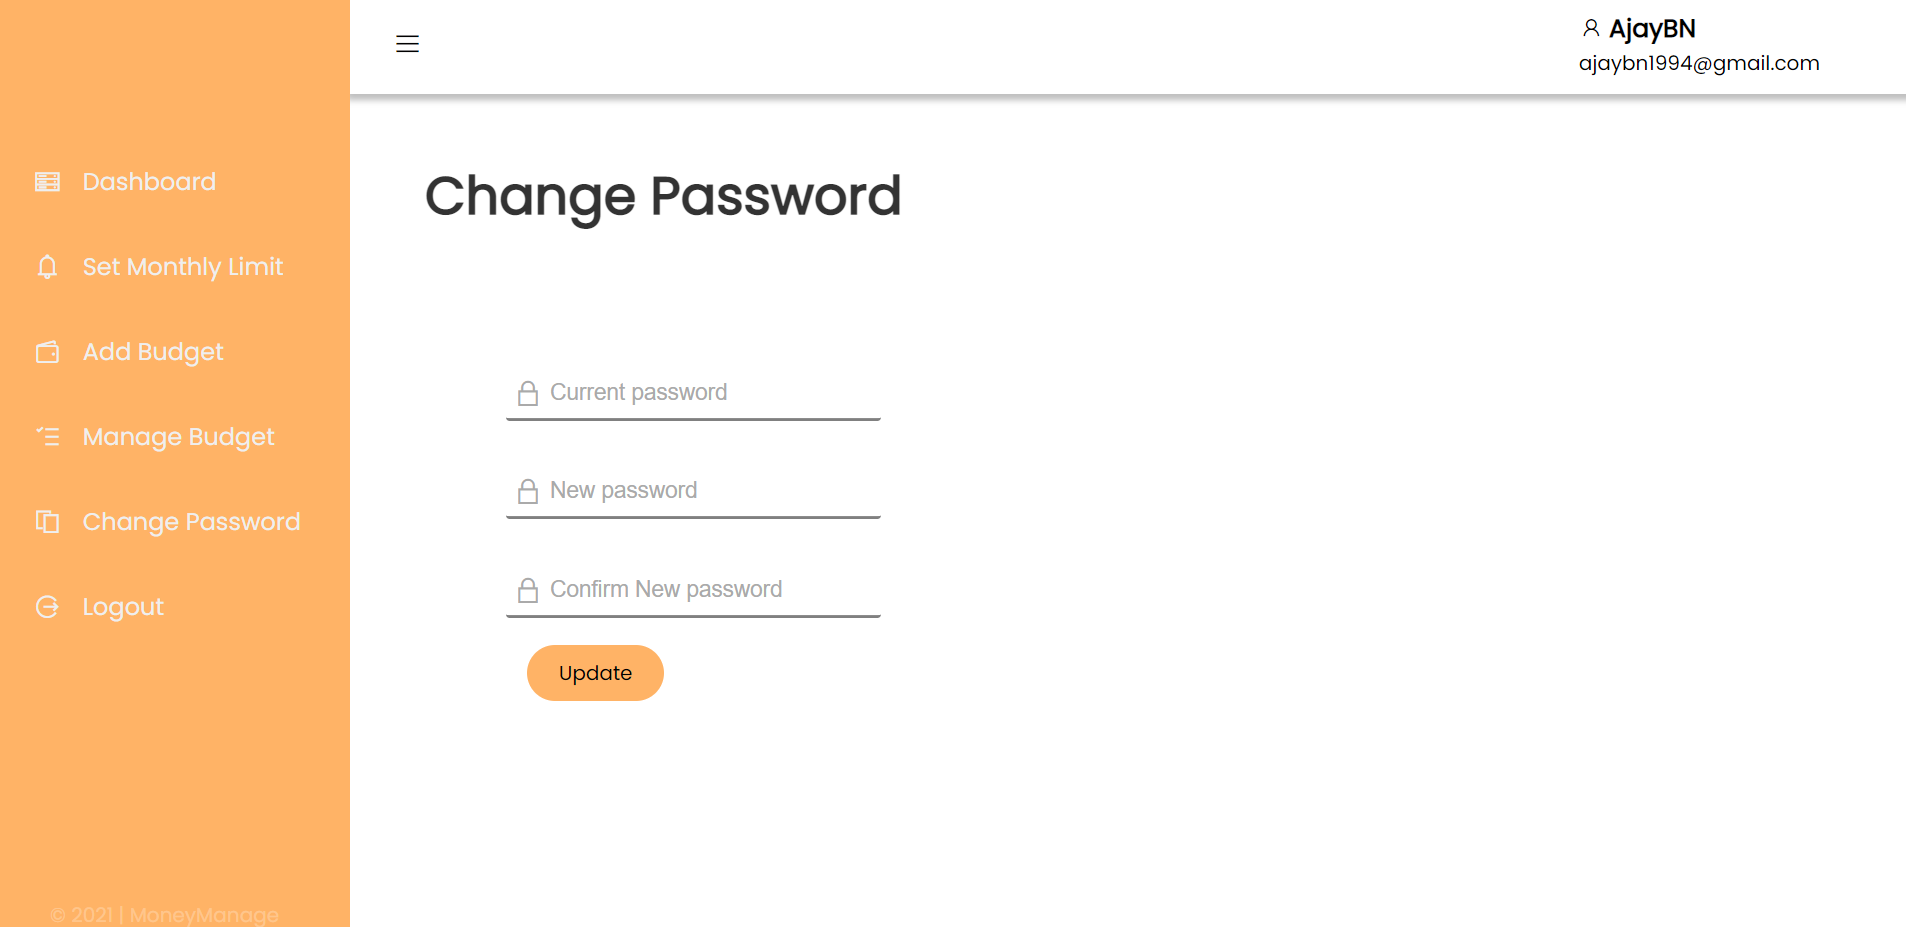 AjayBN
ajaybn1994@gmail.com
Dashboard
Set Monthly Limit
Add Budget
Manage Budget
Change Password
Logout
© 2021 | MoneyManage
Change Password
Current password
New password
Confirm New password
Update